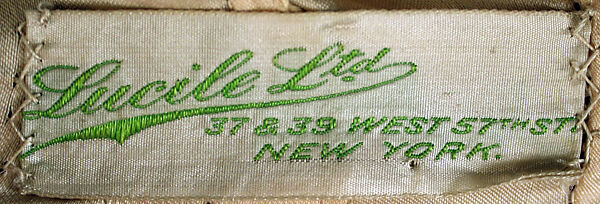 Lucile Ltd
37 & 39 WEST 57TH ST.
NEW YORK.